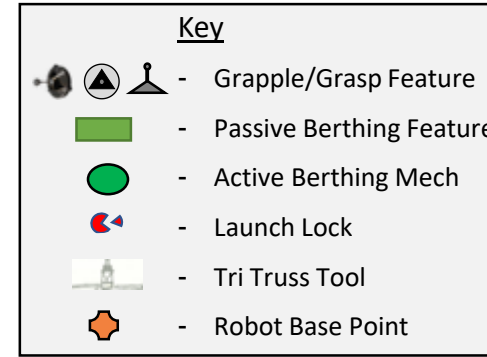 Key
- Grapple/Grasp Feature
- Passive Berthing Feature
- Active Berthing Mech
- Launch Lock
- Tri Truss Tool
- Robot Base Point